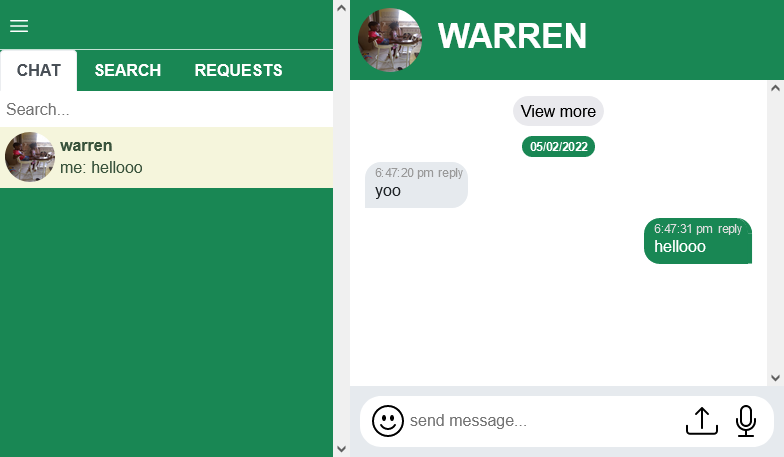 CHAT SEARCH REQUESTS
Search...
warren
me: hellooo
WARREN
View more
05/02/2022
6:47:20 pm reply
yoo
6:47:31 pm reply
hellooo
send message...